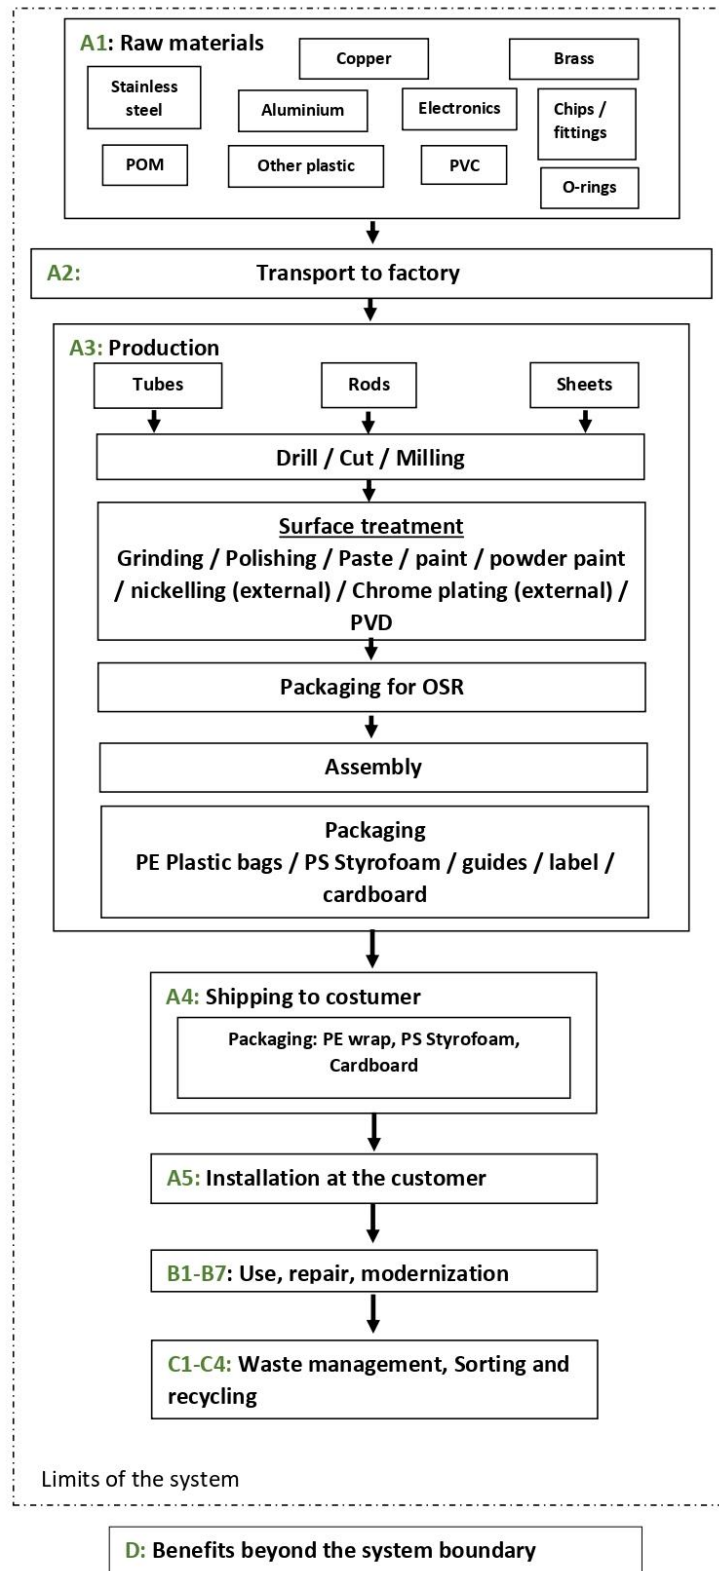 A1: Raw materials
Copper
Brass
Stainless
steel
Aluminium
Electronics
Chips /
fittings
POM
Other plastic
PVC
O-rings
A2:
Transport to factory
A3: Production
Tubes
Rods
Sheets
Drill / Cut / Milling
Surface treatment
Grinding / Polishing / Paste / paint / powder paint
/ nickelling (external) / Chrome plating (external) /
PVD
Packaging for OSR
Assembly
Packaging
PE Plastic bags / PS Styrofoam / guides / label /
cardboard
A4: Shipping to costumer
Packaging: PE wrap, PS Styrofoam,
Cardboard
A5: Installation at the customer
B1-B7: Use, repair, modernization
C1-C4: Waste management, Sorting and
recycling
Limits of the system
D: Benefits beyond the system boundary